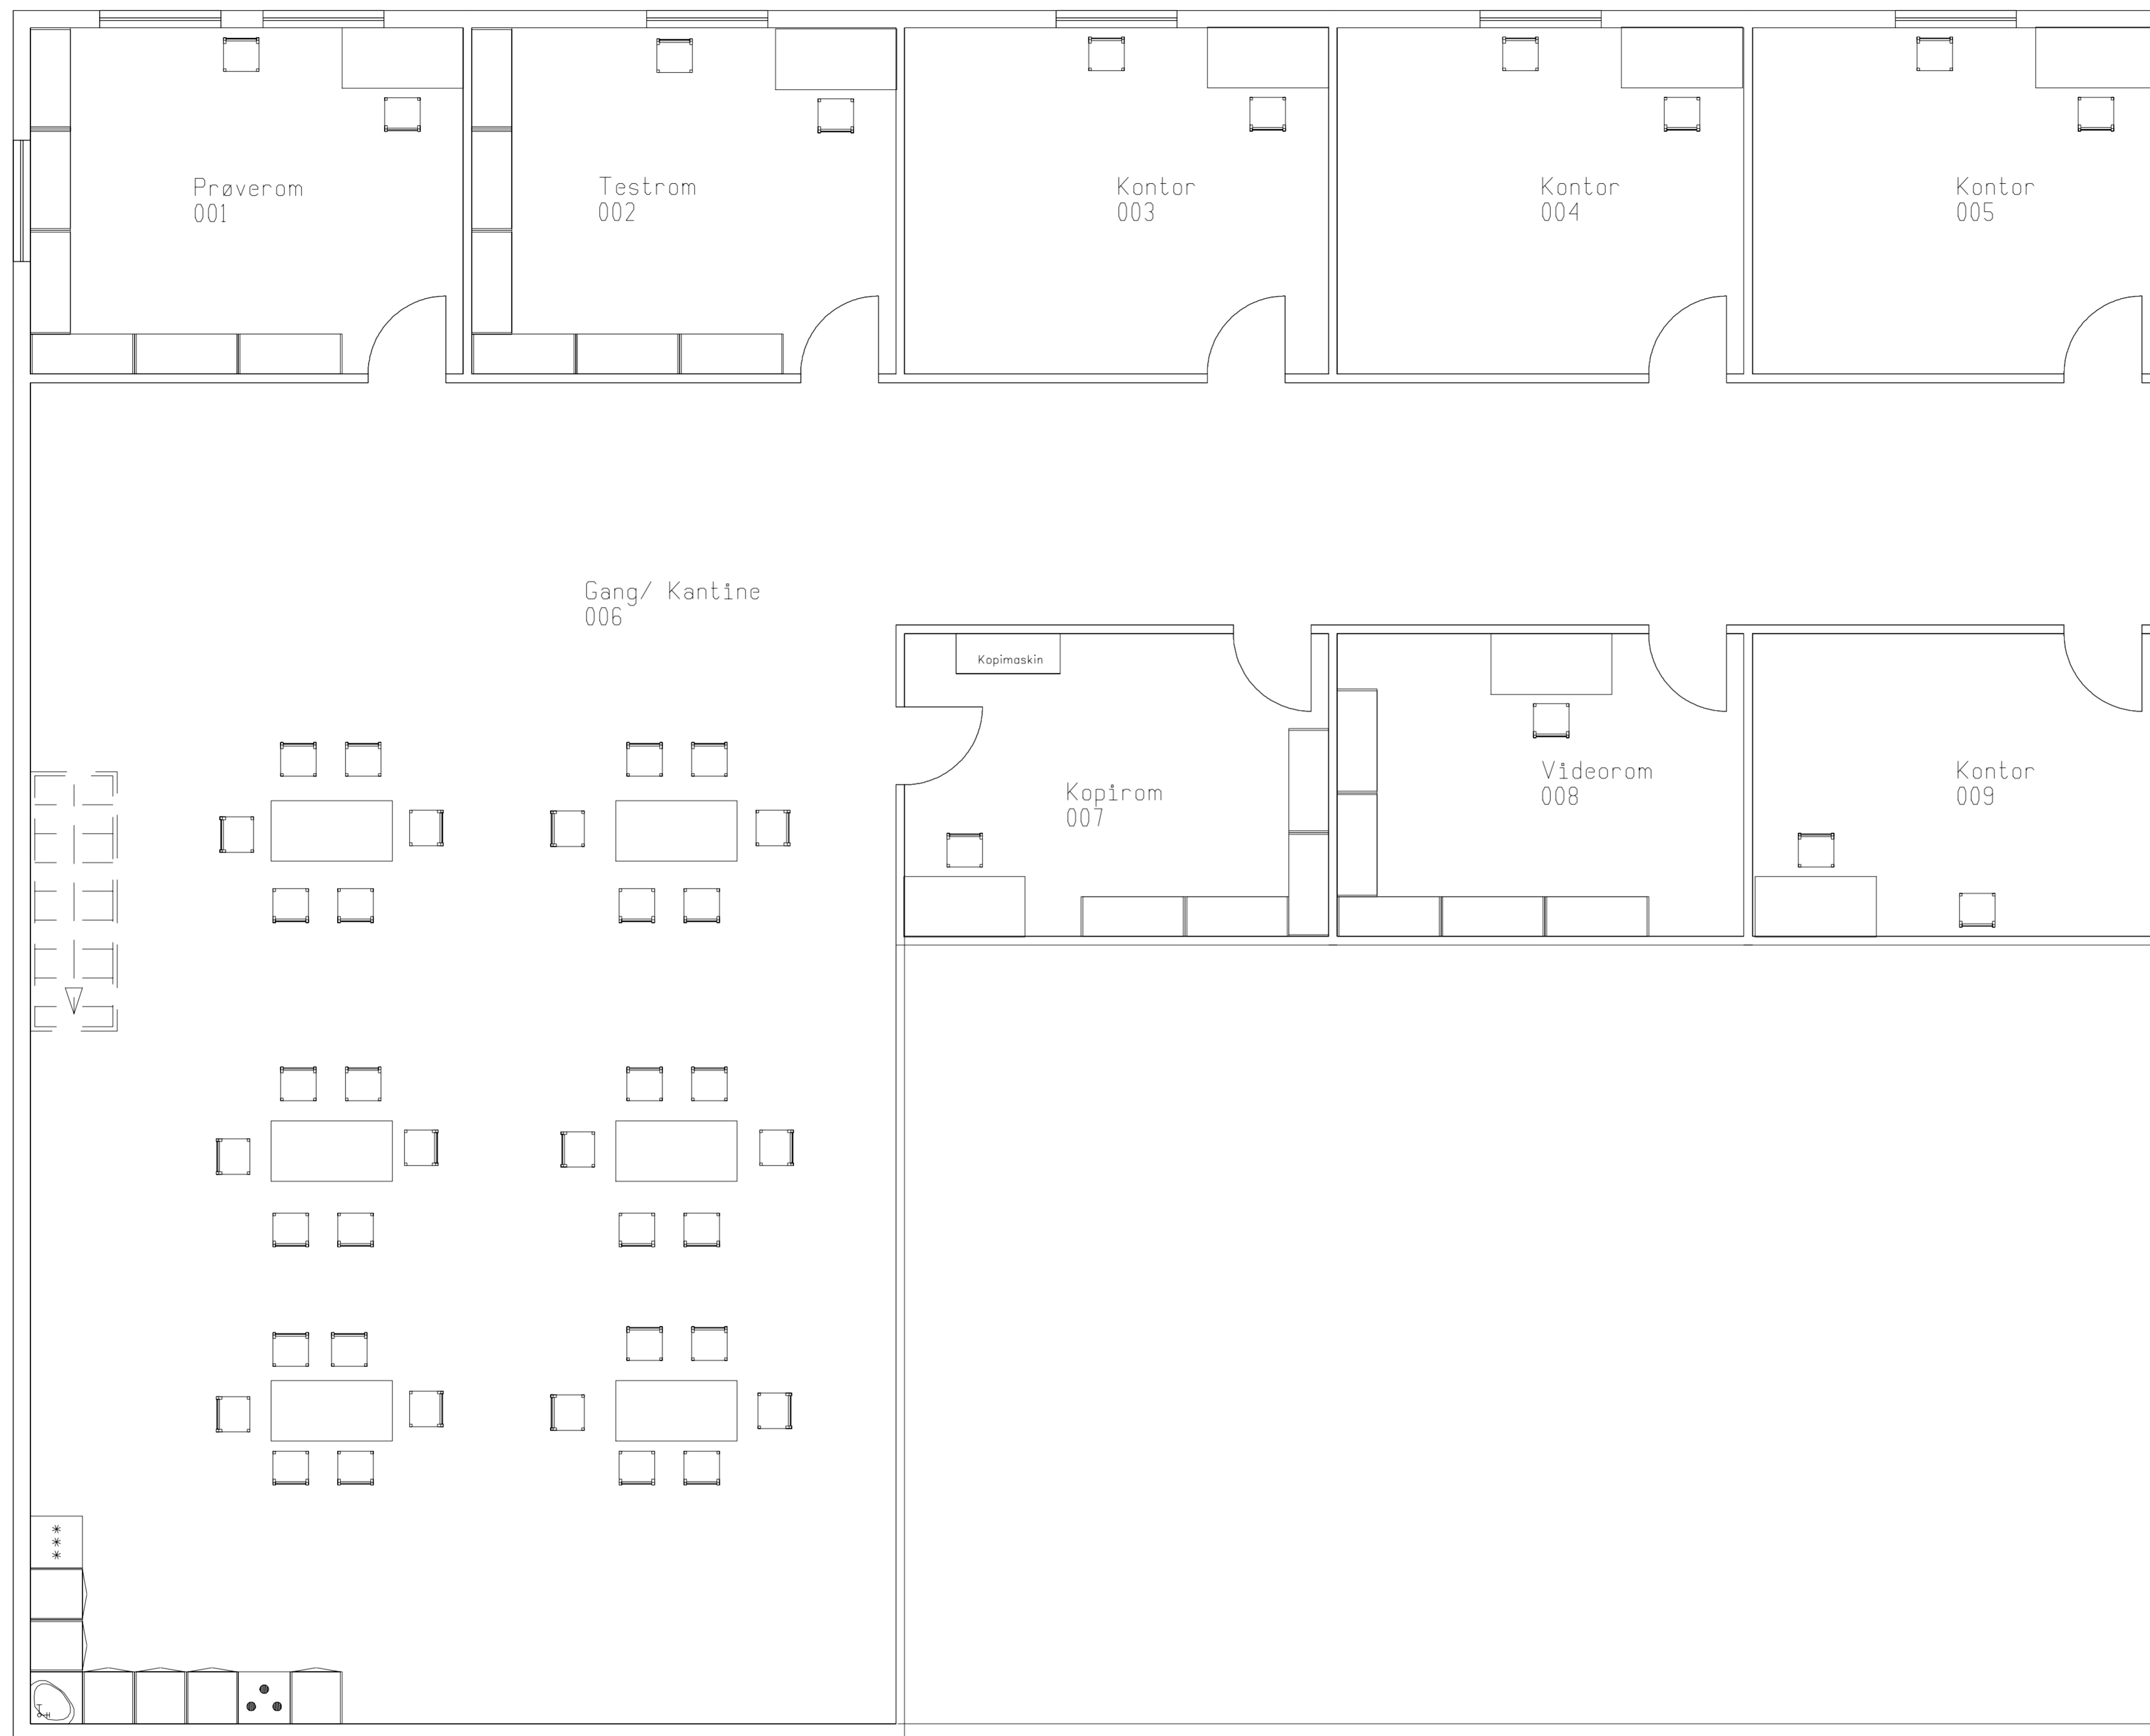 Prøverom
001
Testrom
002
Kontor
003
Kontor
004
Kontor
005
Gang/ Kantine
006
Kopimaskin
Kopirom
007
Videorom
008
Kontor
009
***
T
H